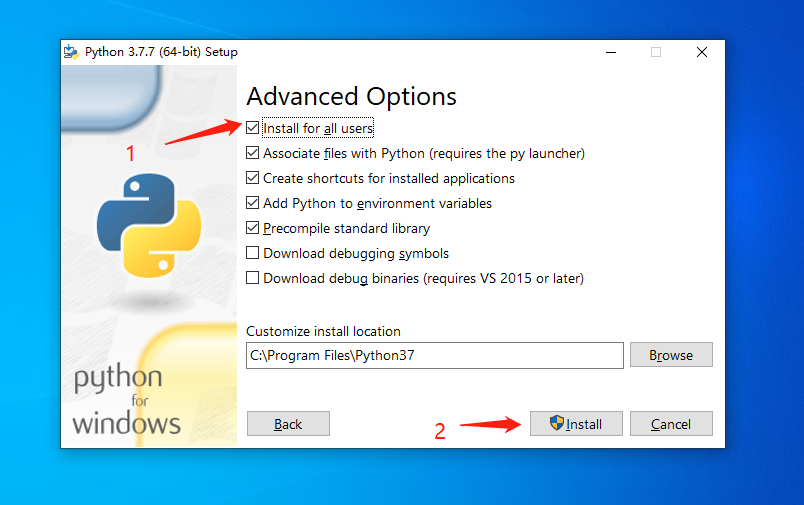 Python 3.7.7 (64-bit) Setup
Advanced Options
Install for all users
1
Associate files with Python (requires the py launcher)
Create shortcuts for installed applications
Add Python to environment variables
Precompile standard library
Download debugging symbols
Download debug binaries (requires VS 2015 or later)
Customize install location
C:\Program Files\Python37
Browse
python
for
windows
Back
2
Install
Cancel